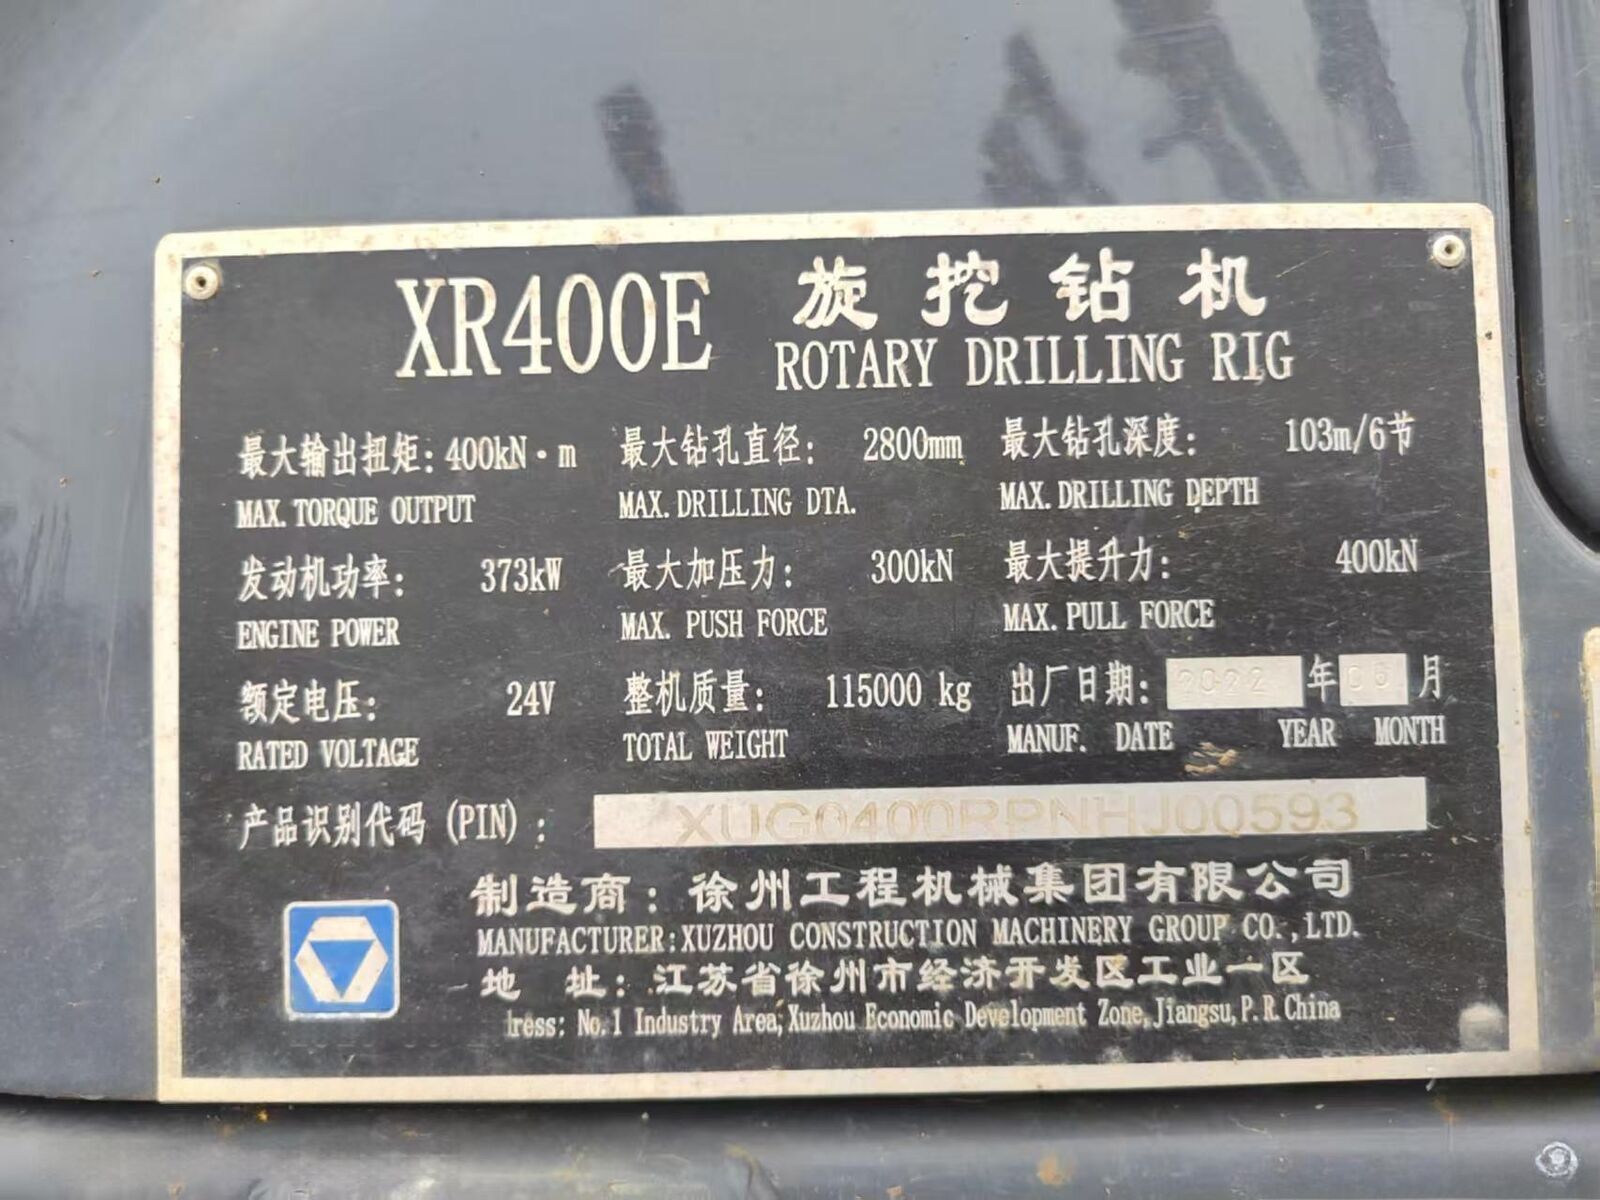 XR400E 旋挖钻机
ROTARY DRILLING RIG
最大输出扭矩: 400kN·m 最大钻孔直径: 2800mm 最大钻孔深度: 103m/6节
MAX. TORQUE OUTPUT MAX. DRILLING DTA. MAX. DRILLING DEPTH
发动机功率: 373kW 最大加压力: 300kN 最大提升力: 400kN
ENGINE POWER MAX. PUSH FORCE MAX. PULL FORCE
额定电压: 24V 整机质量: 115000 kg 出厂日期: 2022 年 月
RATED VOLTAGE TOTAL WEIGHT MANUF. DATE YEAR MONTH
产品识别代码 (PIN): XUG0400RPNHJ00593
制造商: 徐州工程机械集团有限公司
MANUFACTURER: XUZHOU CONSTRUCTION MACHINERY GROUP CO., LTD.
地 址: 江苏省徐州市经济开发区工业一区
ress: No.1 Industry Area, Xuzhou Economic Development Zone, Jiangsu, P.R.China